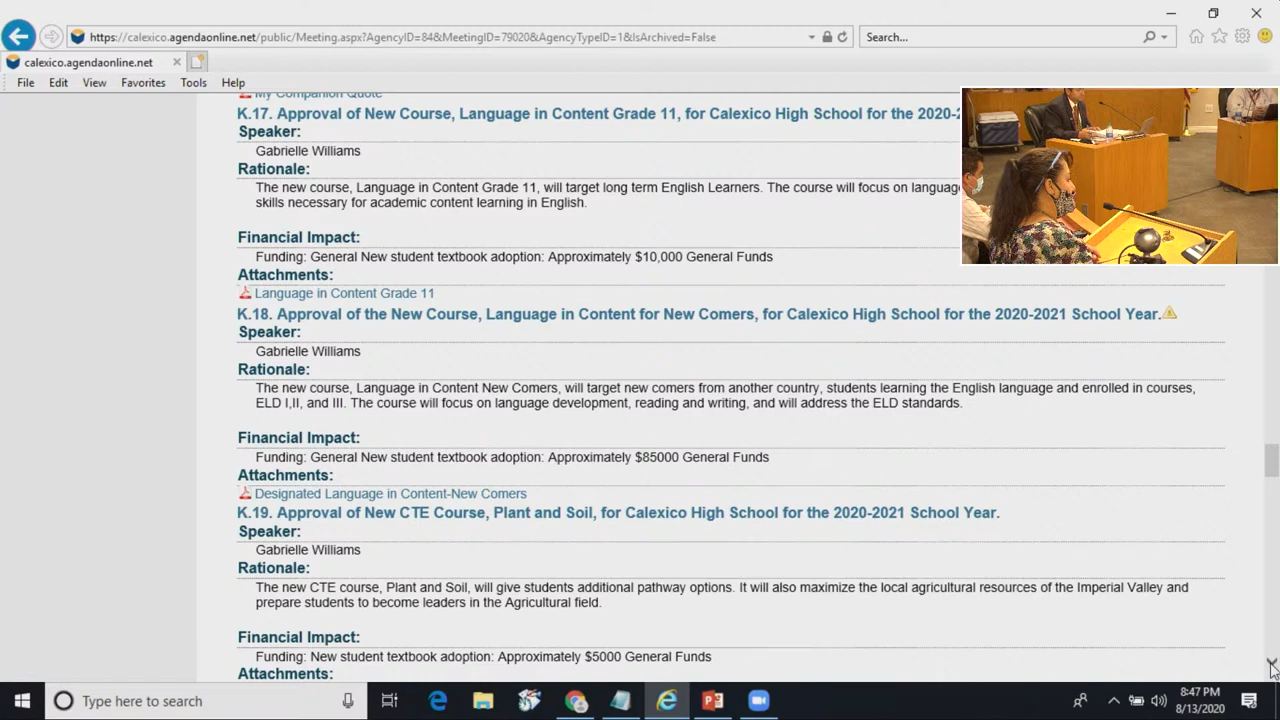 https://calexico.agendaonline.net/public/Meeting.aspx?AgencyID=84&MeetingID=79020&AgencyTypeID=1&IsArchived=False
Search...
calexico.agendaonline.net
File Edit View Favorites Tools Help
My Companion Quote
K.17. Approval of New Course, Language in Content Grade 11, for Calexico High School for the 2020-2
Speaker:
Gabrielle Williams
Rationale:
The new course, Language in Content Grade 11, will target long term English Learners. The course will focus on language
skills necessary for academic content learning in English.
Financial Impact:
Funding: General New student textbook adoption: Approximately $10,000 General Funds
Attachments:
Language in Content Grade 11
K.18. Approval of the New Course, Language in Content for New Comers, for Calexico High School for the 2020-2021 School Year.
Speaker:
Gabrielle Williams
Rationale:
The new course, Language in Content New Comers, will target new comers from another country, students learning the English language and enrolled in courses,
ELD I,II, and III. The course will focus on language development, reading and writing, and will address the ELD standards.
Financial Impact:
Funding: General New student textbook adoption: Approximately $85000 General Funds
Attachments:
Designated Language in Content-New Comers
K.19. Approval of New CTE Course, Plant and Soil, for Calexico High School for the 2020-2021 School Year.
Speaker:
Gabrielle Williams
Rationale:
The new CTE course, Plant and Soil, will give students additional pathway options. It will also maximize the local agricultural resources of the Imperial Valley and
prepare students to become leaders in the Agricultural field.
Financial Impact:
Funding: New student textbook adoption: Approximately $5000 General Funds
Attachments:
Type here to search
8:47 PM
8/13/2020